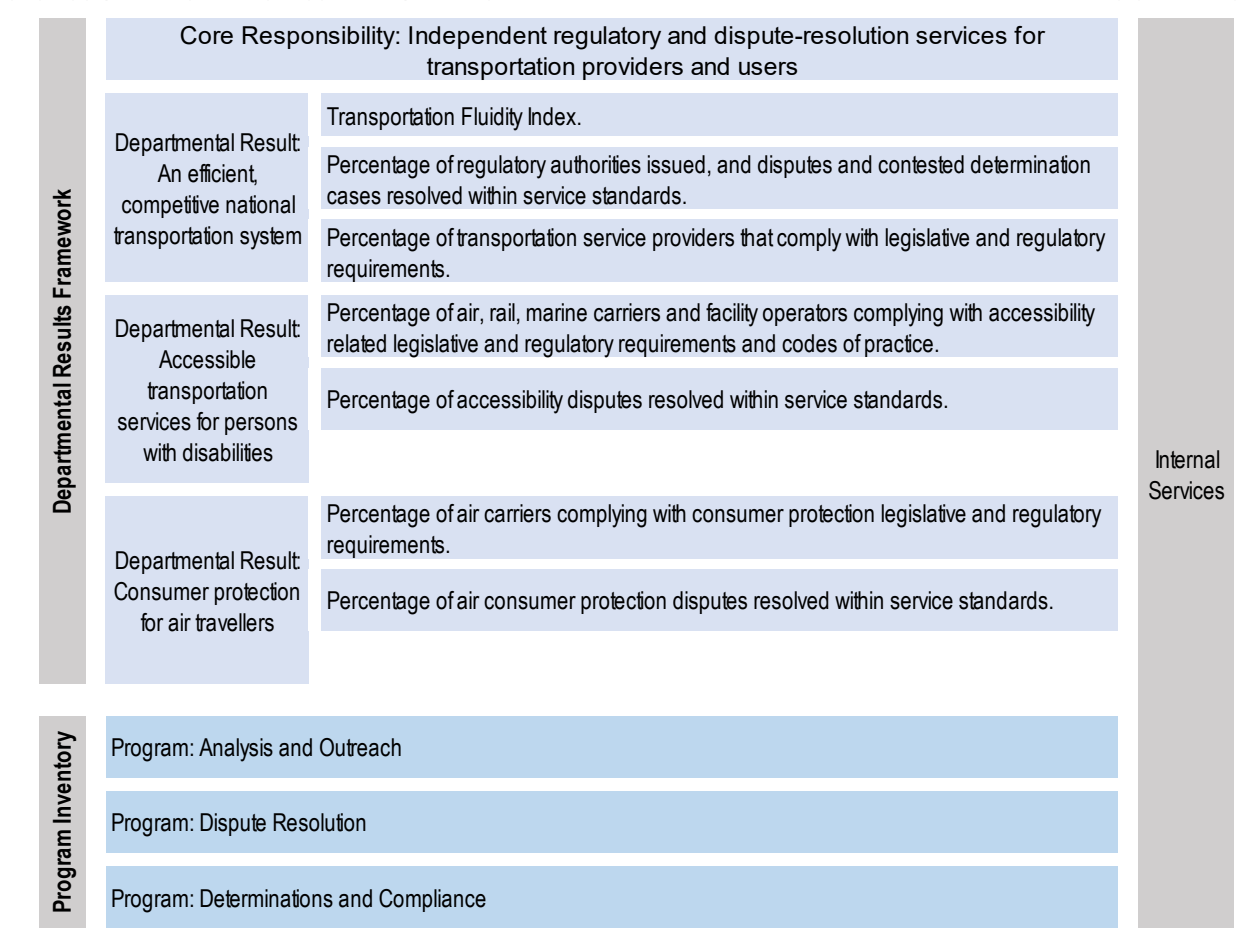 Core Responsibility: Independent regulatory and dispute-resolution services for
transportation providers and users
Departmental Results Framework
Departmental Result:
An efficient,
competitive national
transportation system
Transportation Fluidity Index.
Percentage of regulatory authorities issued, and disputes and contested determination
cases resolved within service standards.
Percentage of transportation service providers that comply with legislative and regulatory
requirements.
Departmental Result:
Accessible
transportation
services for persons
with disabilities
Percentage of air, rail, marine carriers and facility operators complying with accessibility
related legislative and regulatory requirements and codes of practice.
Percentage of accessibility disputes resolved within service standards.
Departmental Result:
Consumer protection
for air travellers
Percentage of air carriers complying with consumer protection legislative and regulatory
requirements.
Percentage of air consumer protection disputes resolved within service standards.
Internal
Services
Program Inventory
Program: Analysis and Outreach
Program: Dispute Resolution
Program: Determinations and Compliance